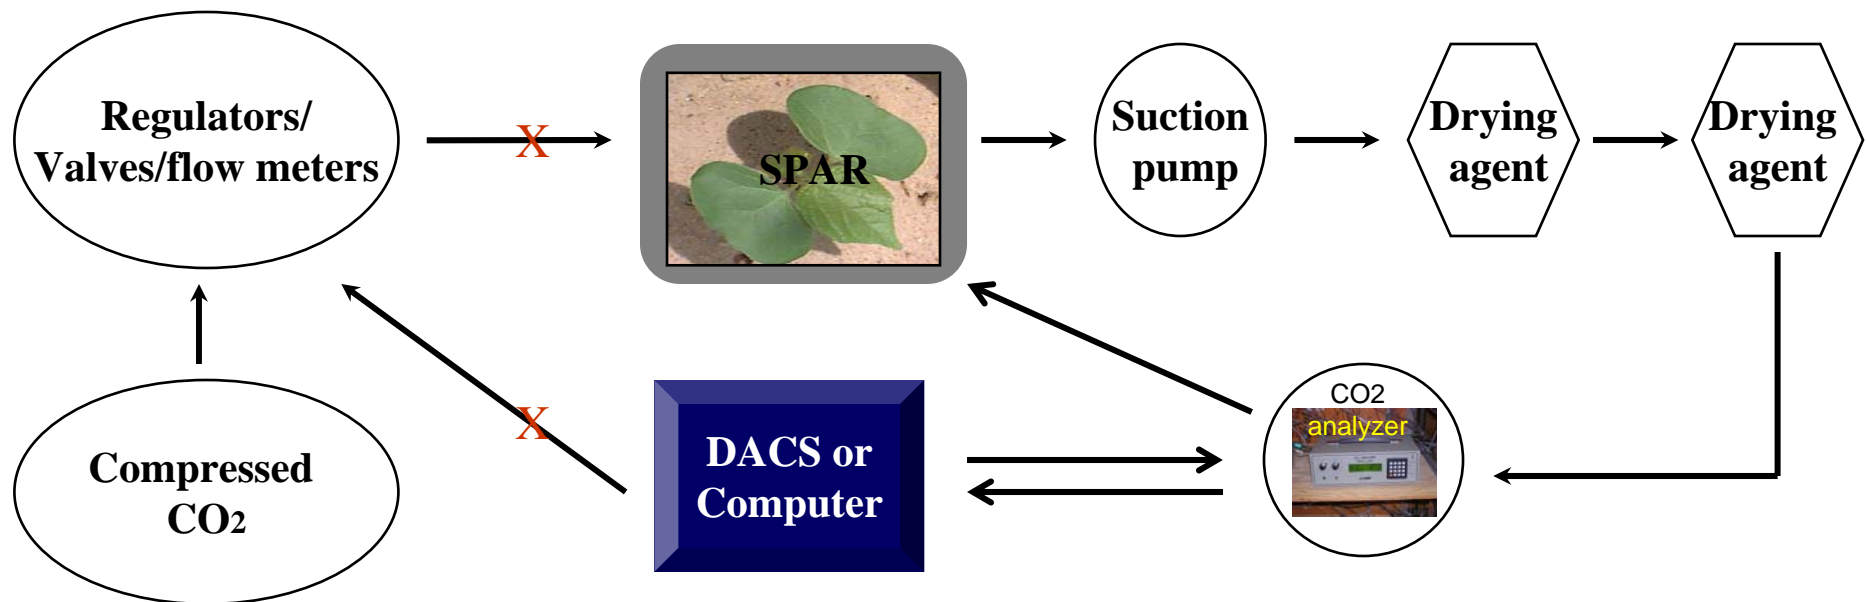 Regulators/
Valves/flow meters
X
SPAR
Suction
pump
Drying
agent
Drying
agent
Compressed
CO2
X
DACS or
Computer
CO2
analyzer